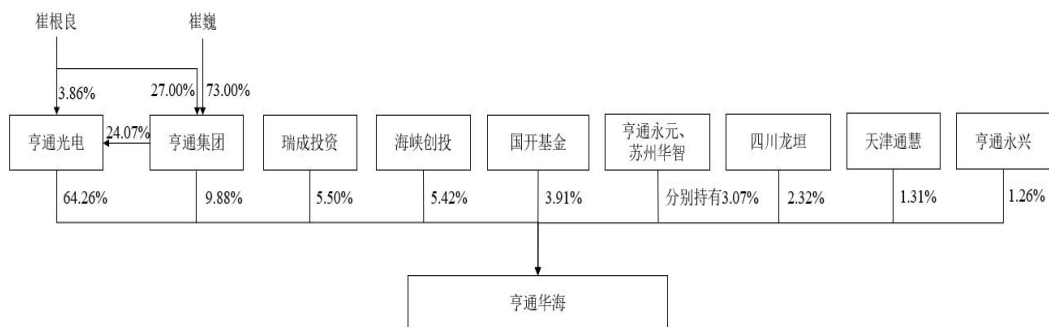 崔根良
崔巍
3.86%
27.00%
73.00%
亨通光电
24.07%
亨通集团
瑞成投资
海峡创投
国开基金
亨通永元、
苏州华智
四川龙垣
天津通慧
亨通永兴
64.26%
9.88%
5.50%
5.42%
3.91%
分别持有3.07%
2.32%
1.31%
1.26%
亨通华海